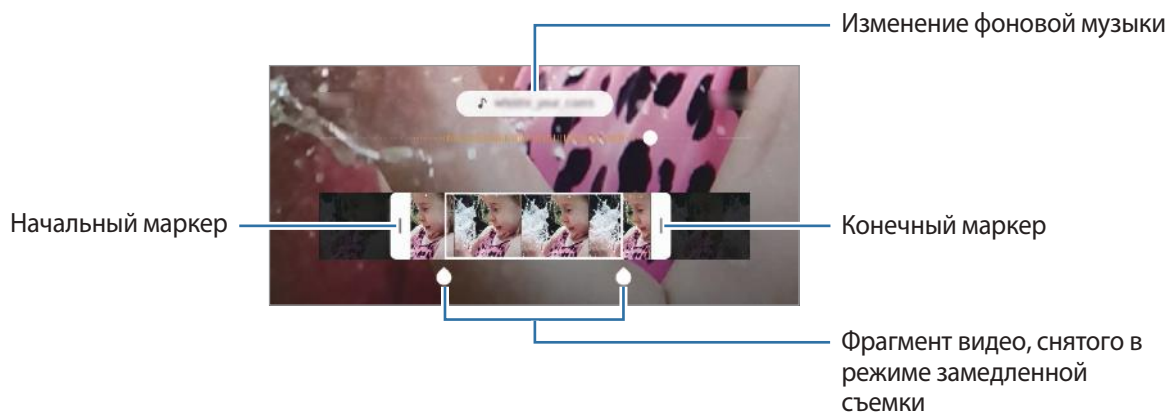 Изменение фоновой музыки
Начальный маркер
Конечный маркер
Фрагмент видео, снятого в
режиме замедленной
съемки